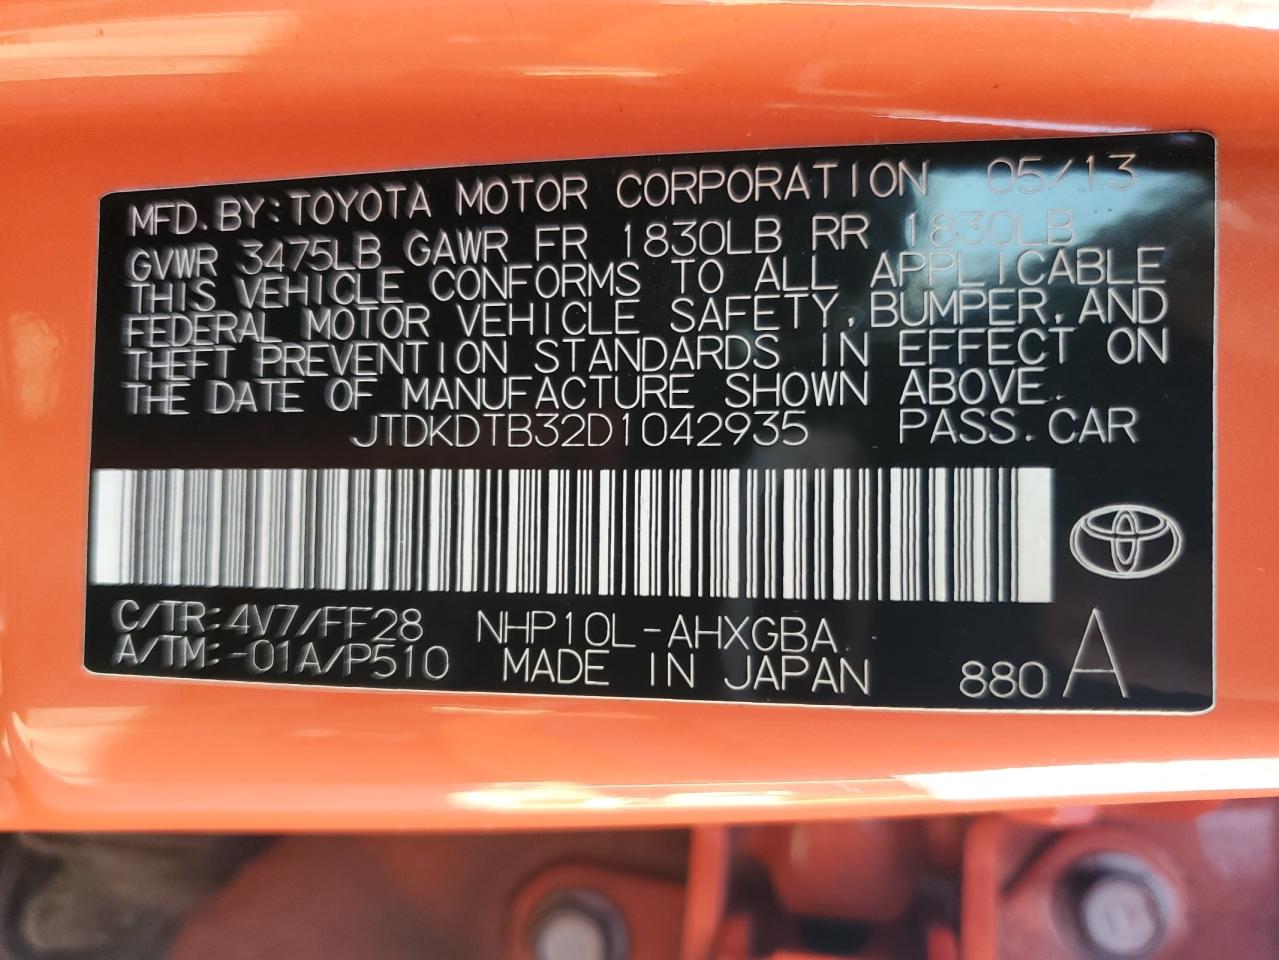 MFD. BY: TOYOTA MOTOR CORPORATION 05/13
GVWR 3475LB GAWR FR 1830LB RR 1830LB
THIS VEHICLE CONFORMS TO ALL APPLICABLE
FEDERAL MOTOR VEHICLE SAFETY, BUMPER, AND
THEFT PREVENTION STANDARDS IN EFFECT ON
THE DATE OF MANUFACTURE SHOWN ABOVE.
JTDKDTB32D1042935 PASS. CAR
C/TR: 4V7/FF28 NHP10L-AHXGBA
A/TM: -01A/P510 MADE IN JAPAN 880 A